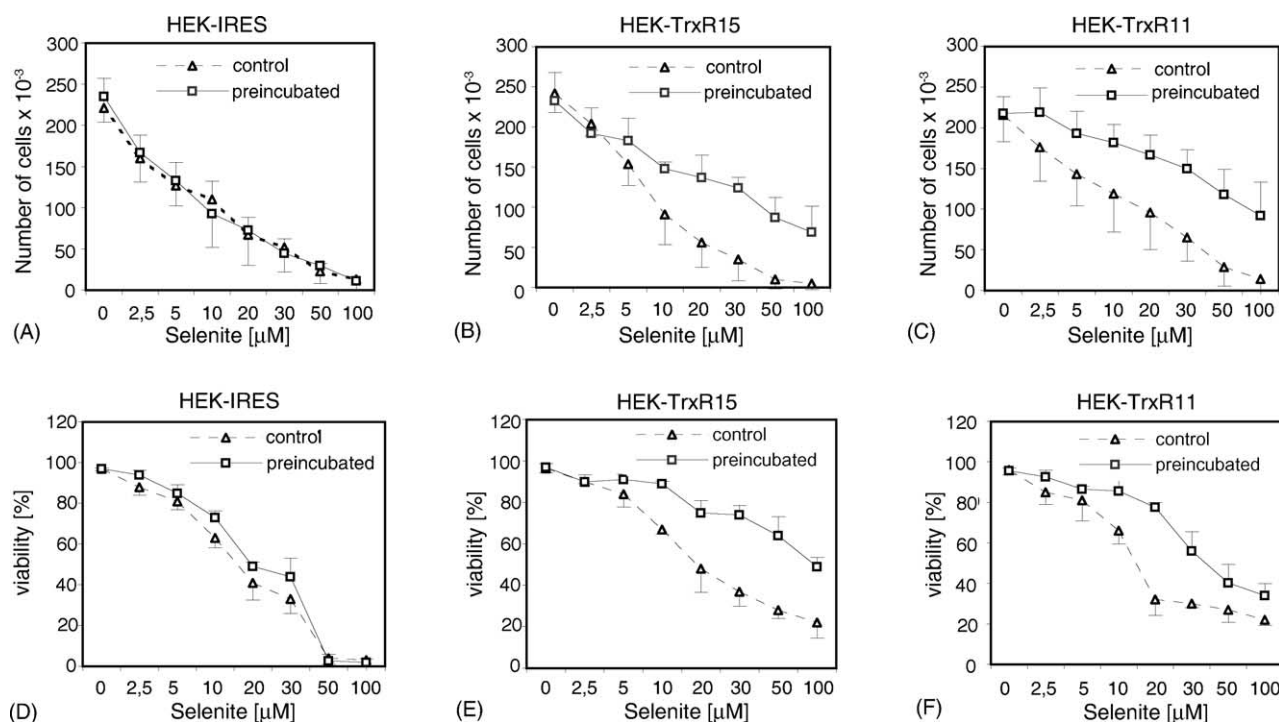 HEK-IRES
300
250
200
150
100
50
0
Number of cells x 10⁻³
control
preincubated
0 2,5 5 10 20 30 50 100
Selenite [µM]
(A)
HEK-TrxR15
300
250
200
150
100
50
0
Number of cells x 10⁻³
control
preincubated
0 2,5 5 10 20 30 50 100
Selenite [µM]
(B)
HEK-TrxR11
300
250
200
150
100
50
0
Number of cells x 10⁻³
control
preincubated
0 2,5 5 10 20 30 50 100
Selenite [µM]
(C)
HEK-IRES
120
100
80
60
40
20
0
viability [%]
control
preincubated
0 2,5 5 10 20 30 50 100
Selenite [µM]
(D)
HEK-TrxR15
120
100
80
60
40
20
0
viability [%]
control
preincubated
0 2,5 5 10 20 30 50 100
Selenite [µM]
(E)
HEK-TrxR11
120
100
80
60
40
20
0
viability [%]
control
preincubated
0 2,5 5 10 20 30 50 100
Selenite [µM]
(F)